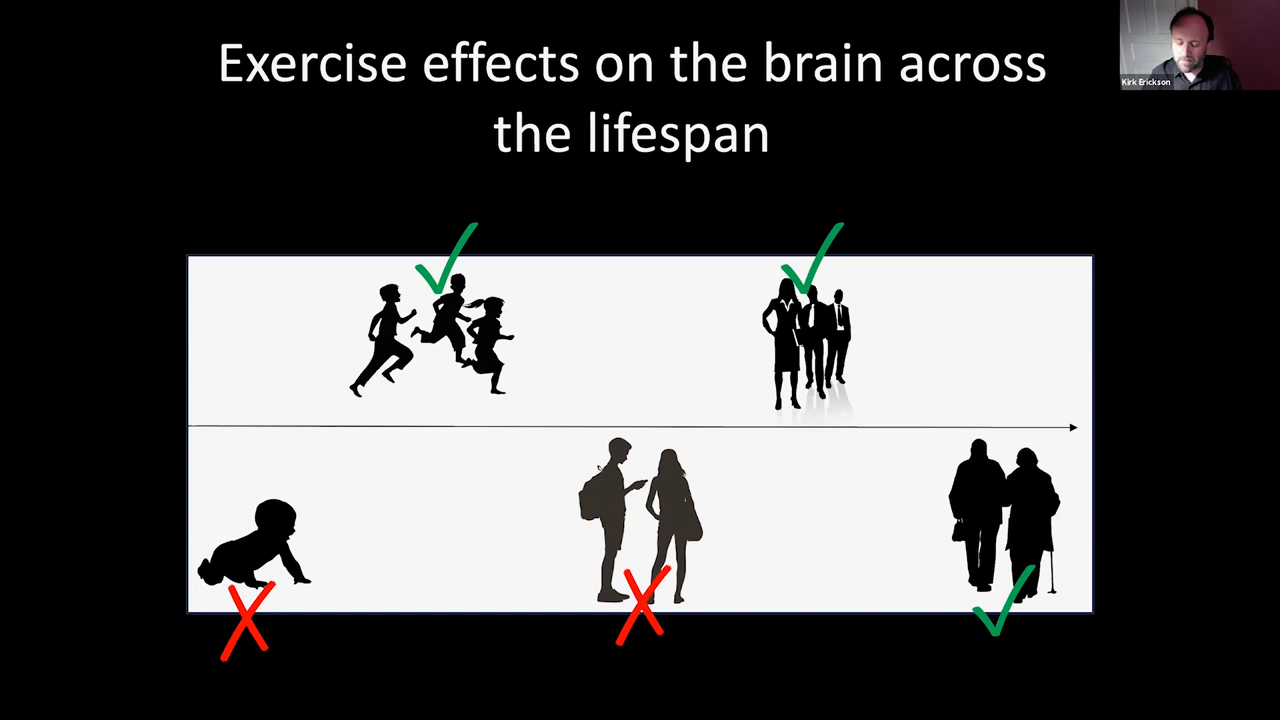 Exercise effects on the brain across
the lifespan
Kirk Erickson